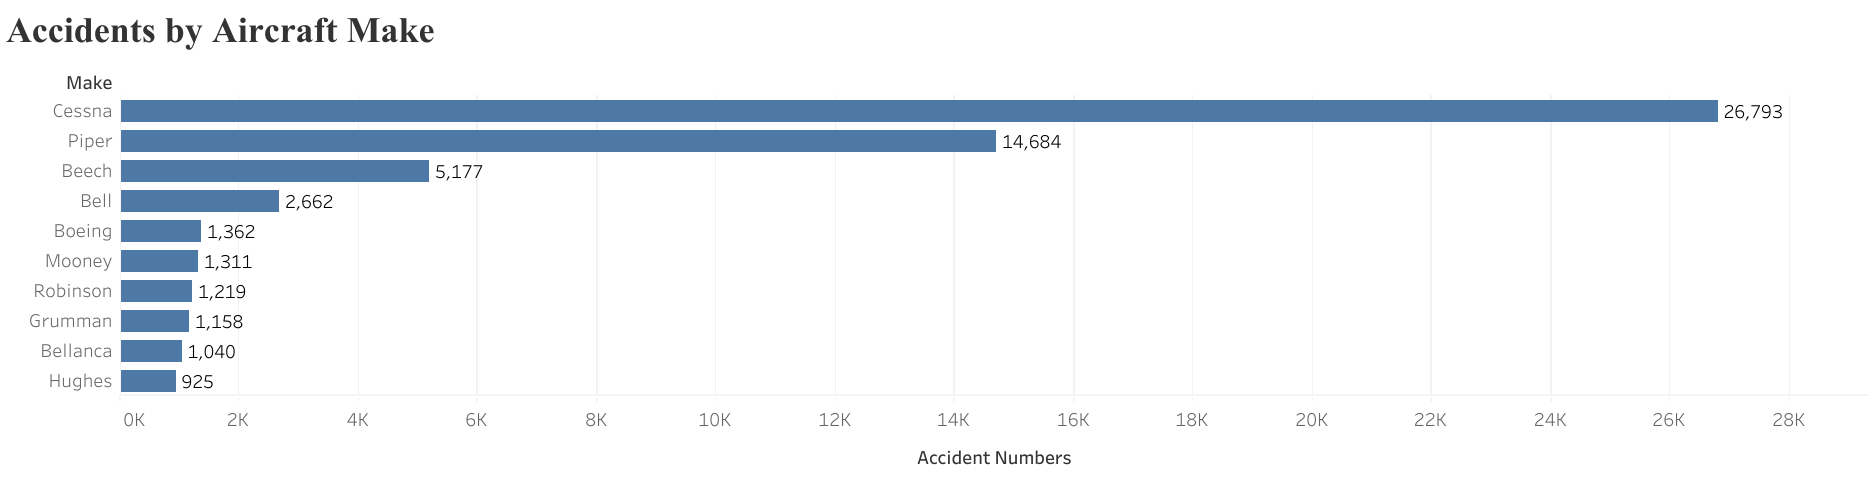 Accidents by Aircraft Make
Make
Cessna 26,793
Piper 14,684
Beech 5,177
Bell 2,662
Boeing 1,362
Mooney 1,311
Robinson 1,219
Grumman 1,158
Bellanca 1,040
Hughes 925
0K 2K 4K 6K 8K 10K 12K 14K 16K 18K 20K 22K 24K 26K 28K
Accident Numbers